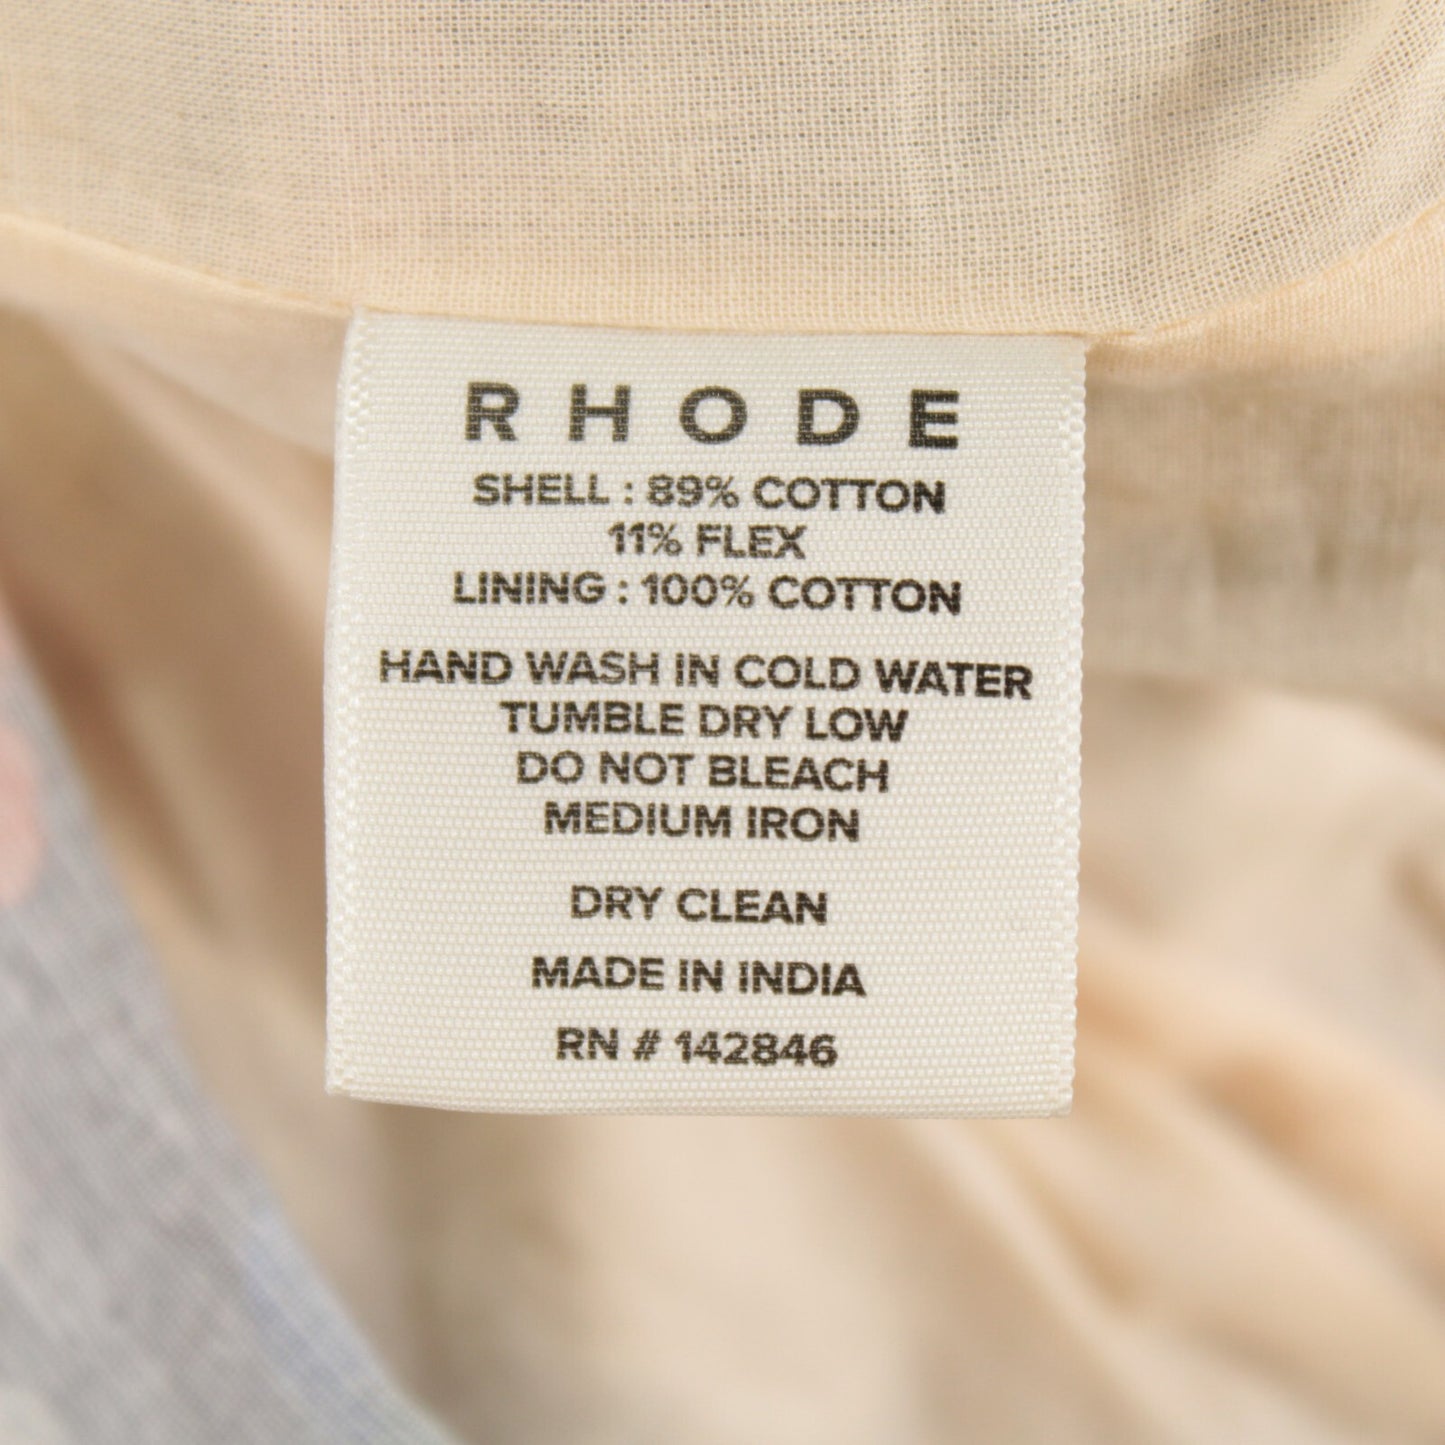 RHODE
SHELL : 89% COTTON
11% FLEX
LINING : 100% COTTON
HAND WASH IN COLD WATER
TUMBLE DRY LOW
DO NOT BLEACH
MEDIUM IRON
DRY CLEAN
MADE IN INDIA
RN # 142846